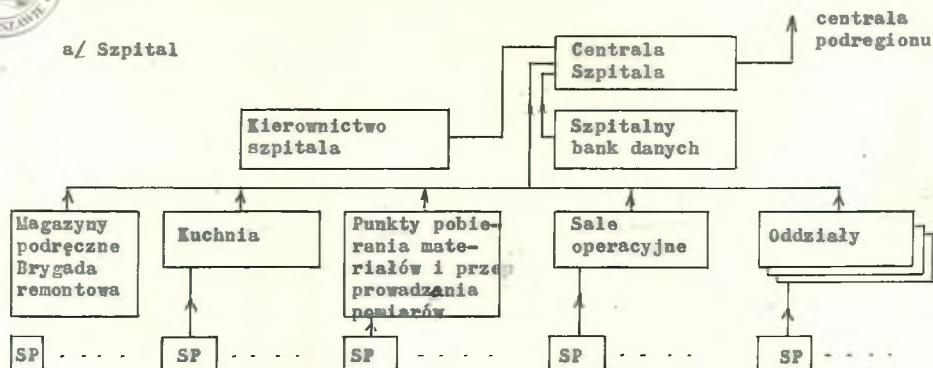 centrala
podregionu
a/ Szpital
Centrala
Szpitala
Kierownictwo
szpitala
Szpitalny
bank danych
Magazyny
podręczne
Brygada
remontowa
Kuchnia
Punkty pobie-
rania mate-
riałów i przep
prowadzania
pomiarów
Sale
operacyjne
Oddziały
SP - - - -
SP - - - -
SP - - - -
SP - - - -
SP - - - -